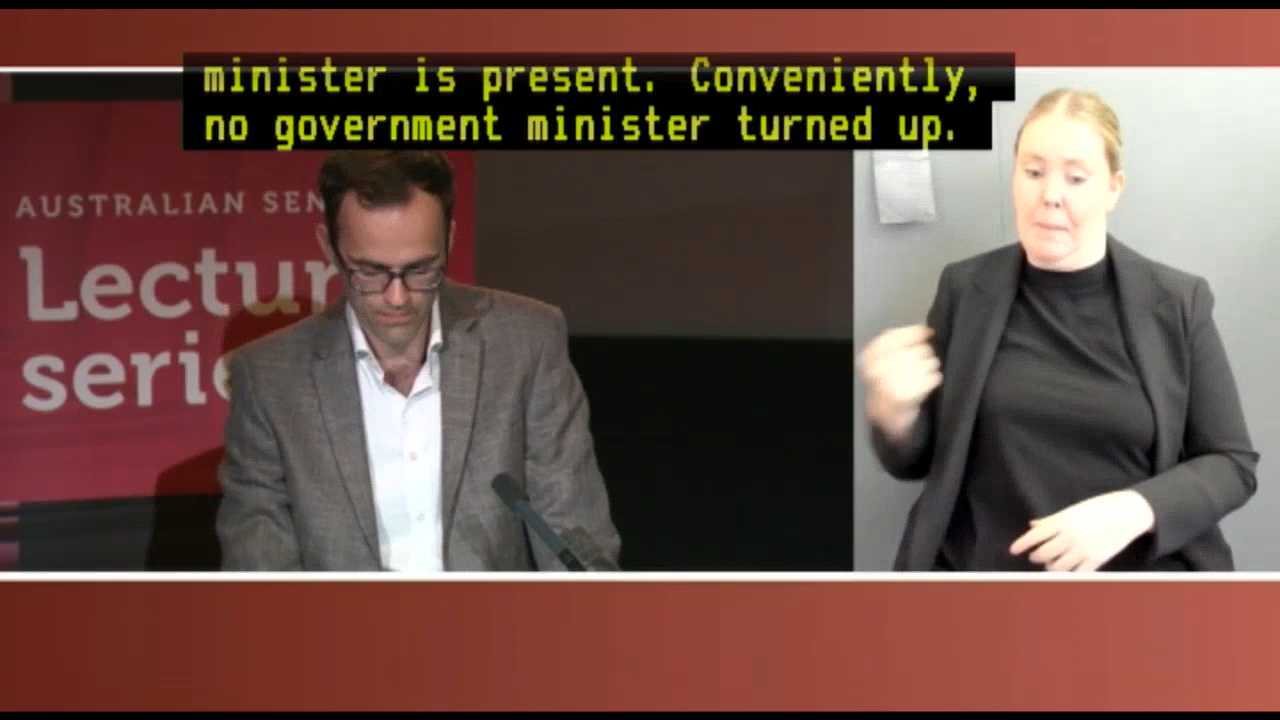 minister is present. Conveniently,
no government minister turned up.
AUSTRALIAN SEN
Lectur
serie